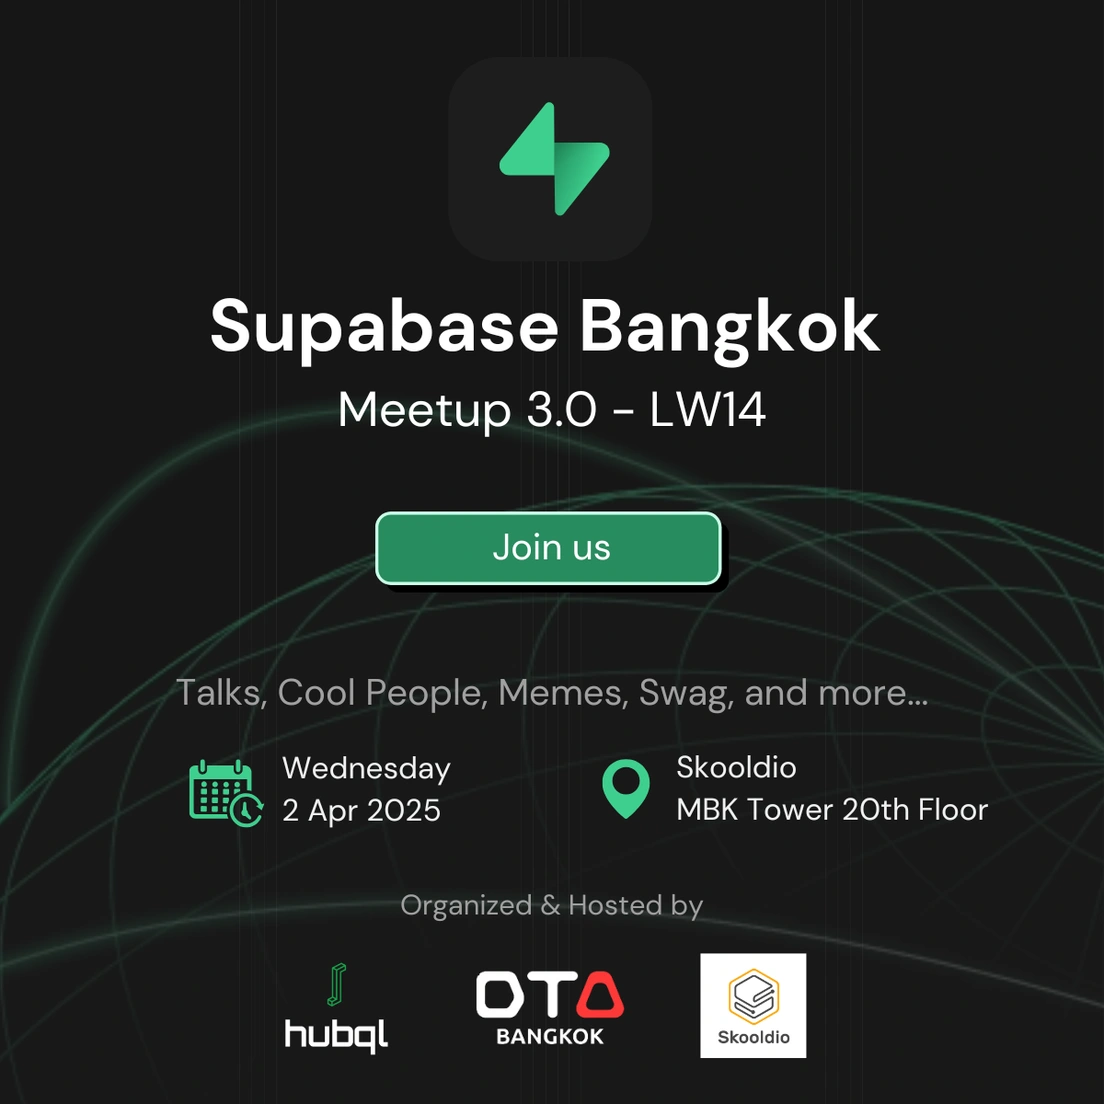 Supabase Bangkok
Meetup 3.0 – LW14
Join us
Talks, Cool People, Memes, Swag, and more...
Wednesday
2 Apr 2025
Skooldio
MBK Tower 20th Floor
Organized & Hosted by
hubql
OTA
BANGKOK
Skooldio